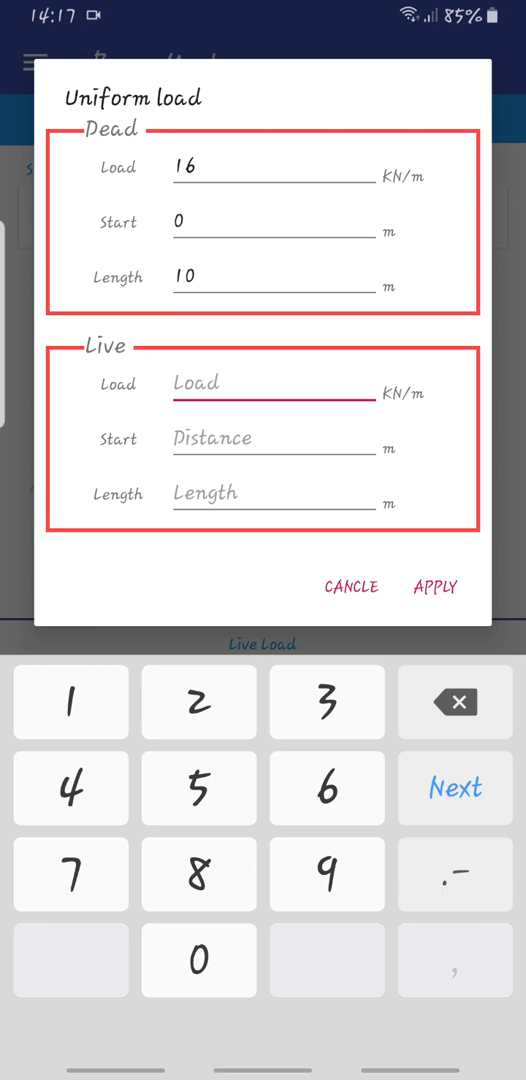 14:17 85%
Uniform load
Dead
Load 16 KN/m
Start 0 m
Length 10 m
Live
Load Load KN/m
Start Distance m
Length Length m
CANCLE APPLY
Live Load
1 2 3
4 5 6 Next
7 8 9 .-
0 ,